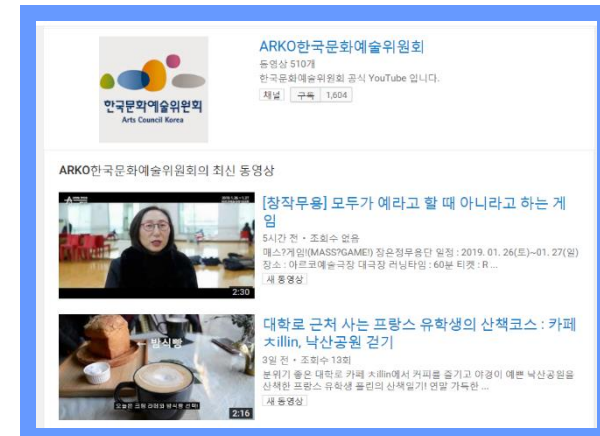 한국문화예술위원회
Arts Council Korea
ARKO한국문화예술위원회
동영상 510개
한국문화예술위원회 공식 YouTube 입니다.
채널 구독 1,604
ARKO한국문화예술위원회의 최신 동영상
2:30
[창작무용] 모두가 예라고 할 때 아니라고 하는 게
임
5시간 전 • 조회수 없음
매스?게임!(MASS?GAME!) 장은정무용단 일정 : 2019. 01. 26(토)~01. 27(일)
장소 : 아르코예술극장 대극장 러닝타임 : 60분 티켓 : R ...
새 동영상
← 밤식빵
2:16
대학로 근처 사는 프랑스 유학생의 산책코스 : 카페
ㅊillin, 낙산공원 걷기
3일 전 • 조회수 13회
분위기 좋은 대학로 카페 ㅊillin에서 커피를 즐기고 야경이 예쁜 낙산공원을
산책한 프랑스 유학생 폴린의 산책일기! 연말 가득한 ...
새 동영상